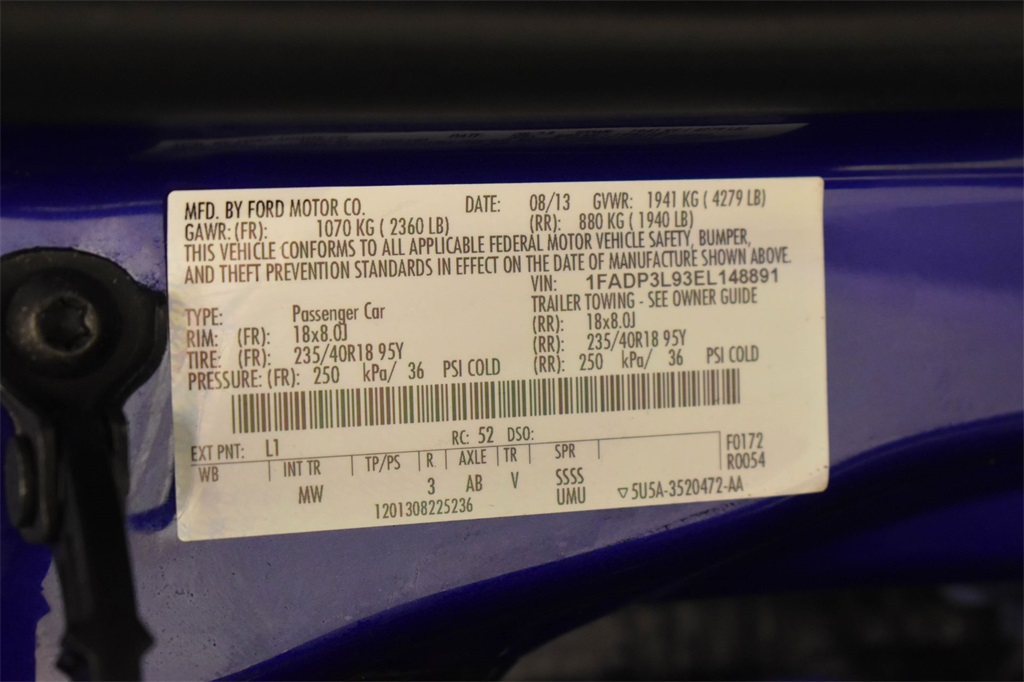 MFD. BY FORD MOTOR CO. DATE: 08/13 GVWR: 1941 KG ( 4279 LB)
GAWR: (FR): 1070 KG ( 2360 LB) (RR): 880 KG ( 1940 LB)
THIS VEHICLE CONFORMS TO ALL APPLICABLE FEDERAL MOTOR VEHICLE SAFETY, BUMPER,
AND THEFT PREVENTION STANDARDS IN EFFECT ON THE DATE OF MANUFACTURE SHOWN ABOVE.
VIN: 1FADP3L93EL148891
TYPE: Passenger Car TRAILER TOWING - SEE OWNER GUIDE
RIM: (FR): 18x8.0J (RR): 18x8.0J
TIRE: (FR): 235/40R18 95Y (RR): 235/40R18 95Y
PRESSURE: (FR): 250 kPa/ 36 PSI COLD (RR): 250 kPa/ 36 PSI COLD
EXT PNT: L1 RC: 52 DSO:
WB INT TR TP/PS R AXLE TR SPR F0172
R0054
MW 3 AB V SSSS
UMU
1201308225236 ▽5U5A-3520472-AA